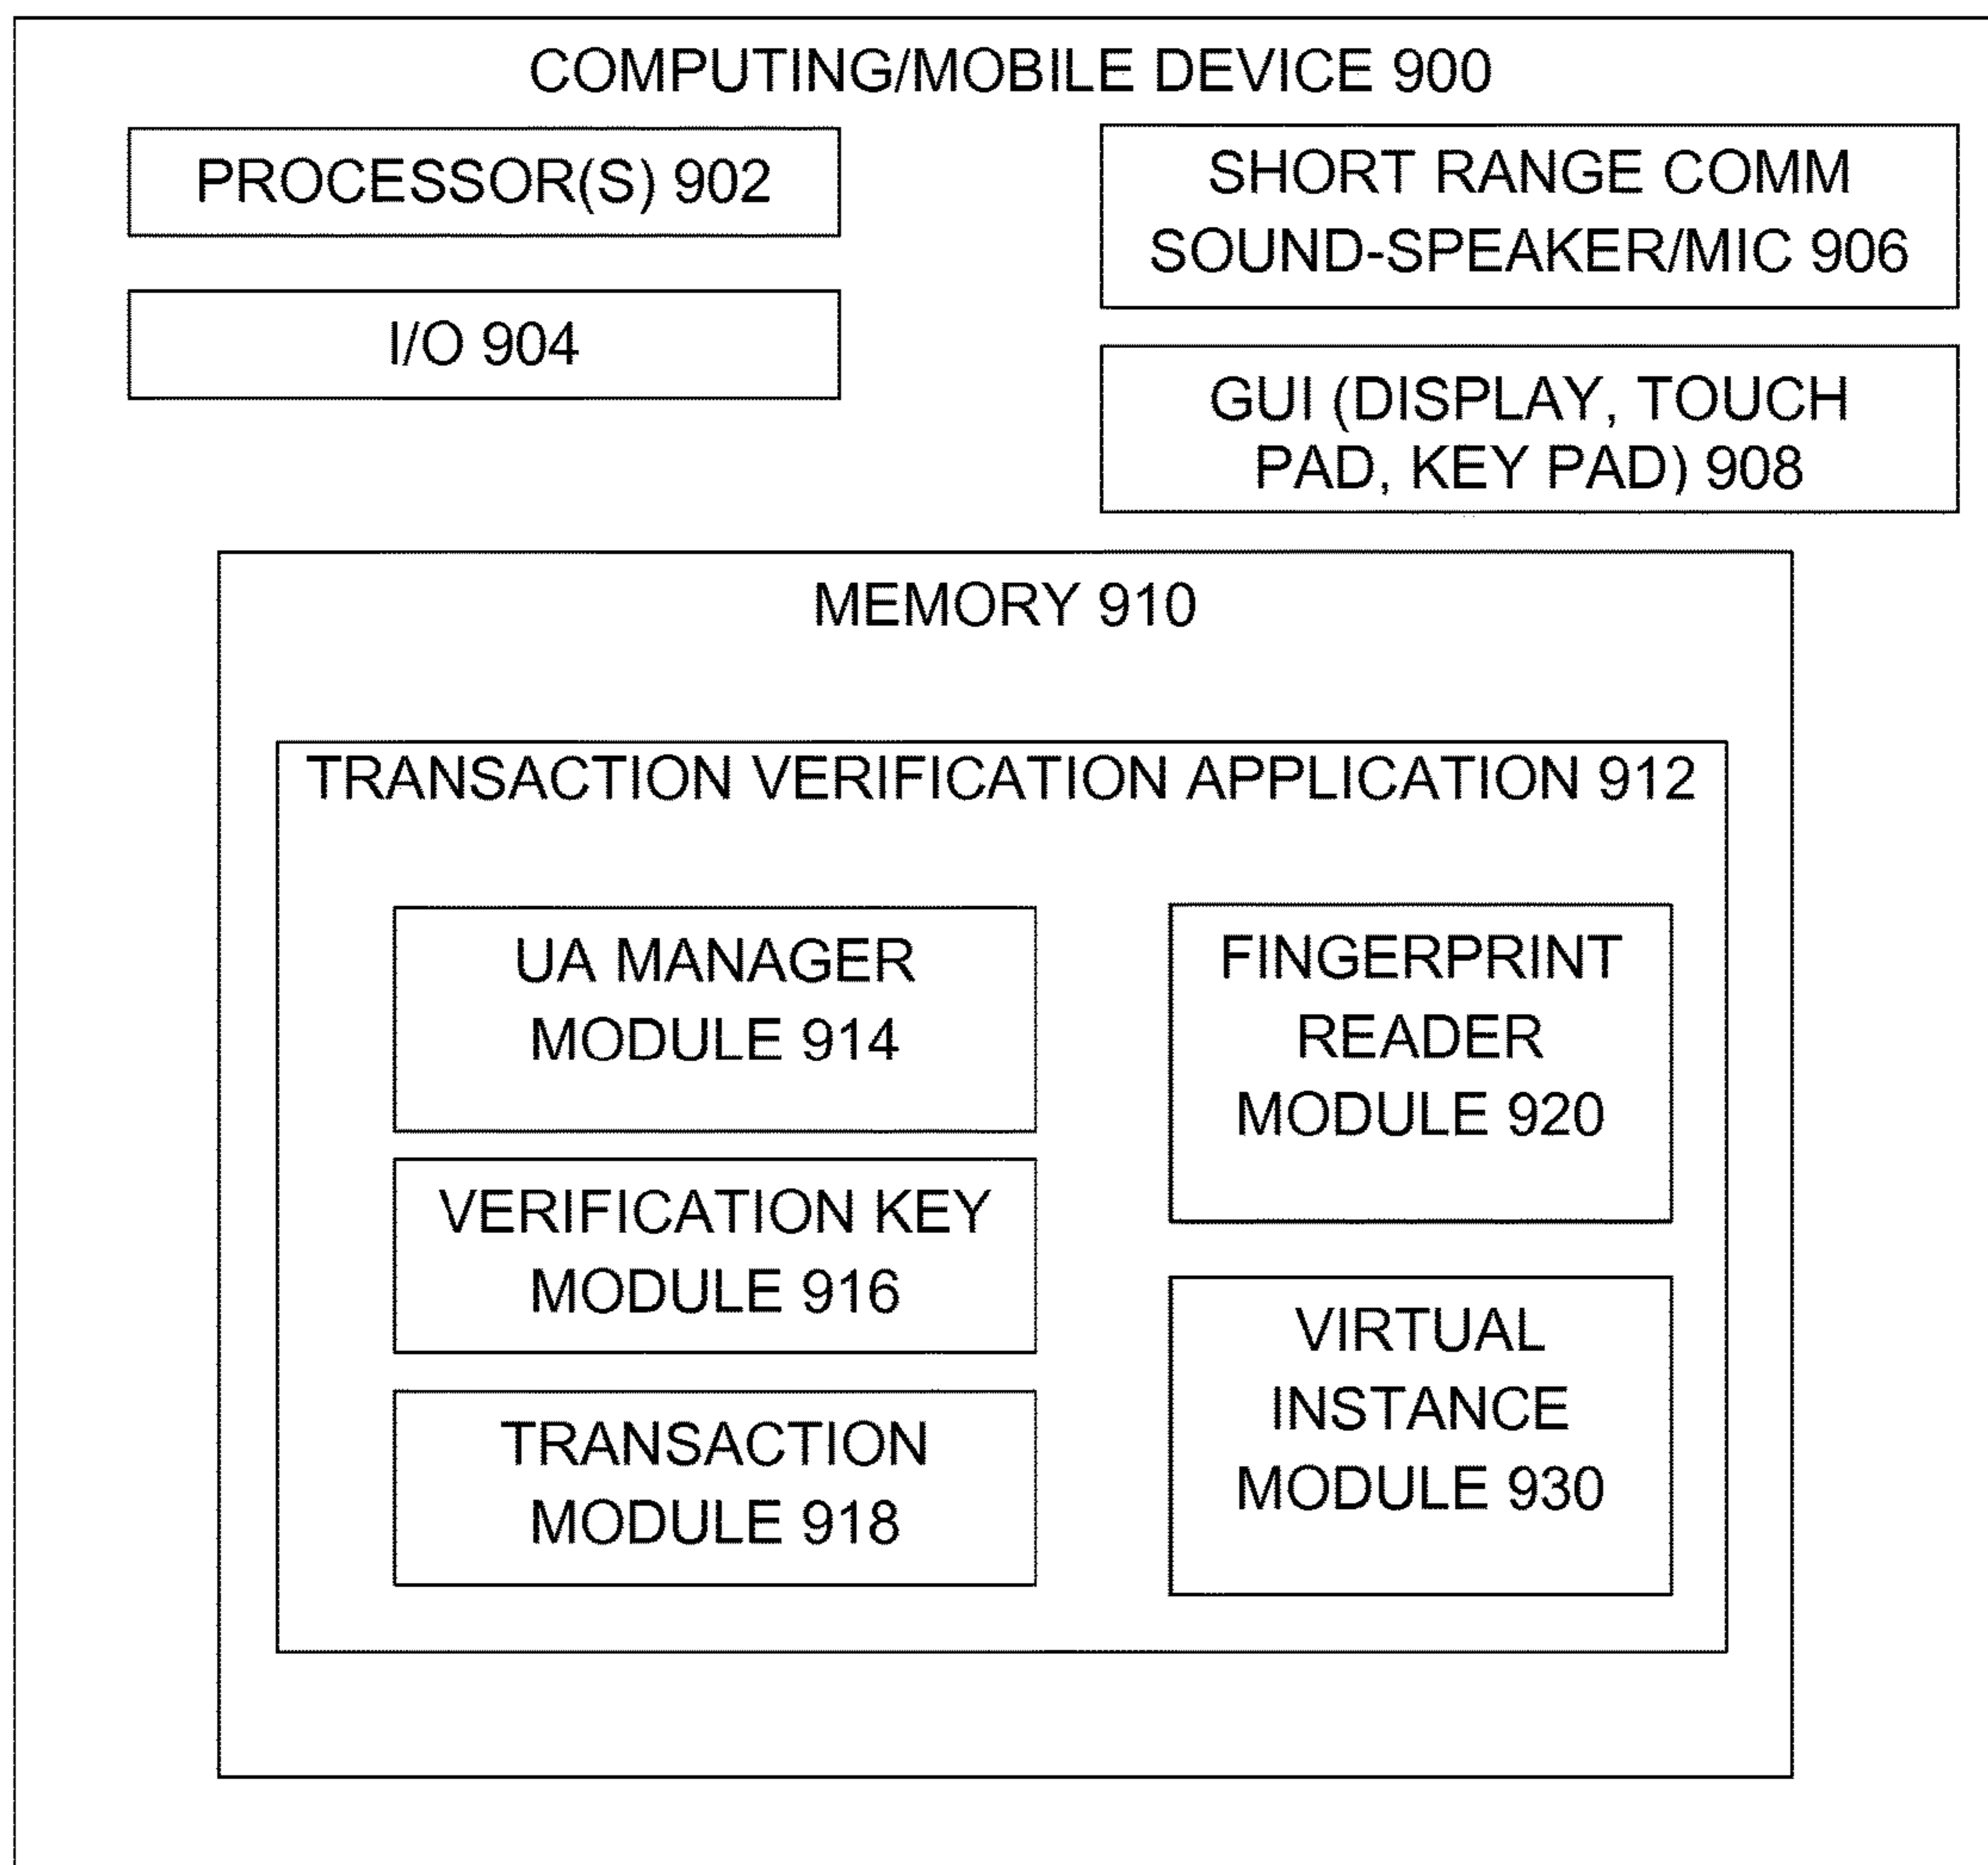 COMPUTING/MOBILE DEVICE 900
PROCESSOR(S) 902
I/O 904
SHORT RANGE COMM
SOUND-SPEAKER/MIC 906
GUI (DISPLAY, TOUCH
PAD, KEY PAD) 908
MEMORY 910
TRANSACTION VERIFICATION APPLICATION 912
UA MANAGER
MODULE 914
VERIFICATION KEY
MODULE 916
TRANSACTION
MODULE 918
FINGERPRINT
READER
MODULE 920
VIRTUAL
INSTANCE
MODULE 930